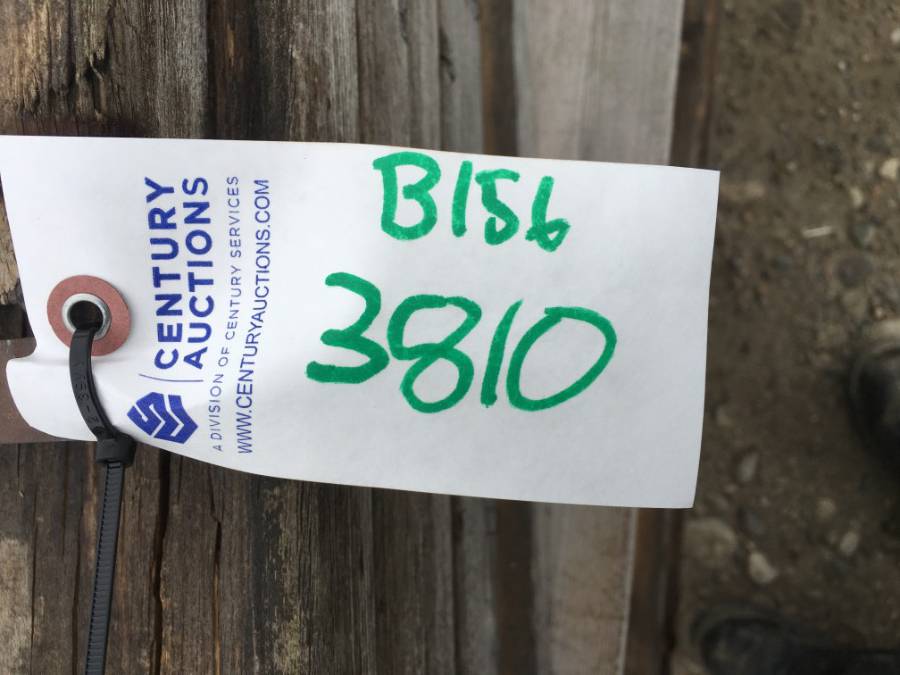 B156
3810
CENTURY
AUCTIONS
A DIVISION OF CENTURY SERVICES
WWW.CENTURYAUCTIONS.COM